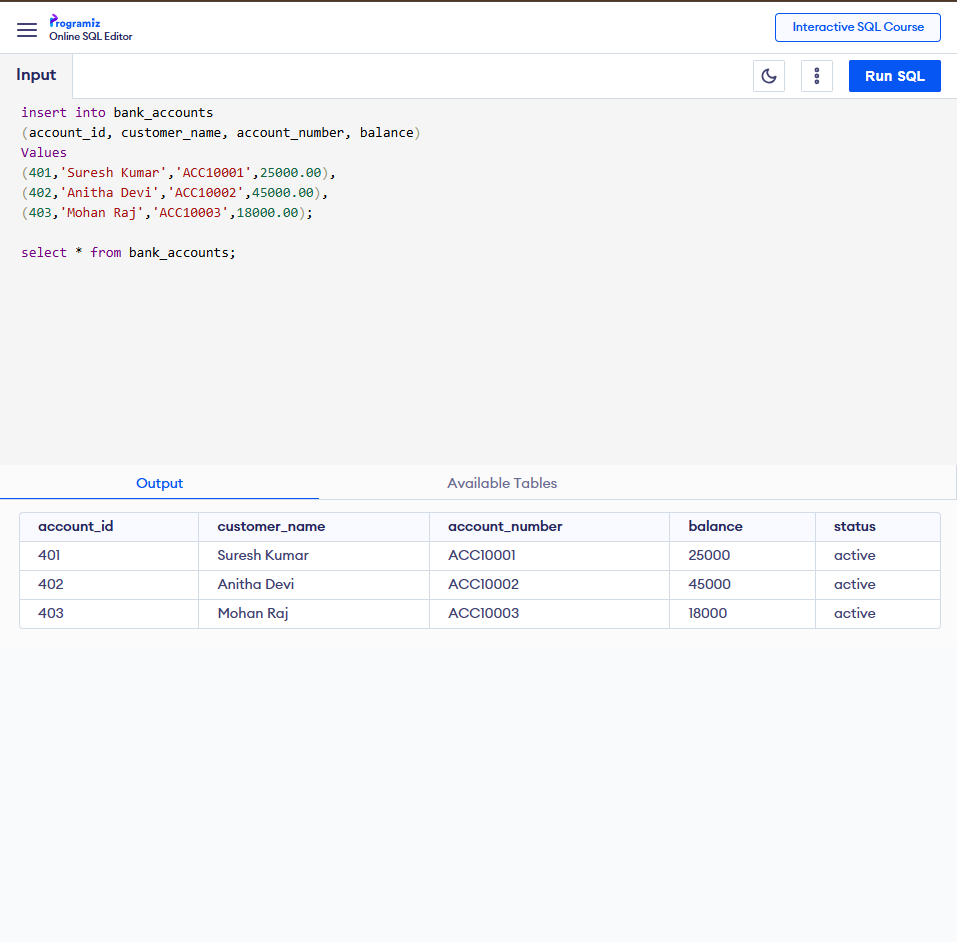 Programiz
Online SQL Editor
Interactive SQL Course
Input
Run SQL
insert into bank_accounts
(account_id, customer_name, account_number, balance)
Values
(401,'Suresh Kumar','ACC10001',25000.00),
(402,'Anitha Devi','ACC10002',45000.00),
(403,'Mohan Raj','ACC10003',18000.00);
select * from bank_accounts;
Output Available Tables
account_id customer_name account_number balance status
401 Suresh Kumar ACC10001 25000 active
402 Anitha Devi ACC10002 45000 active
403 Mohan Raj ACC10003 18000 active